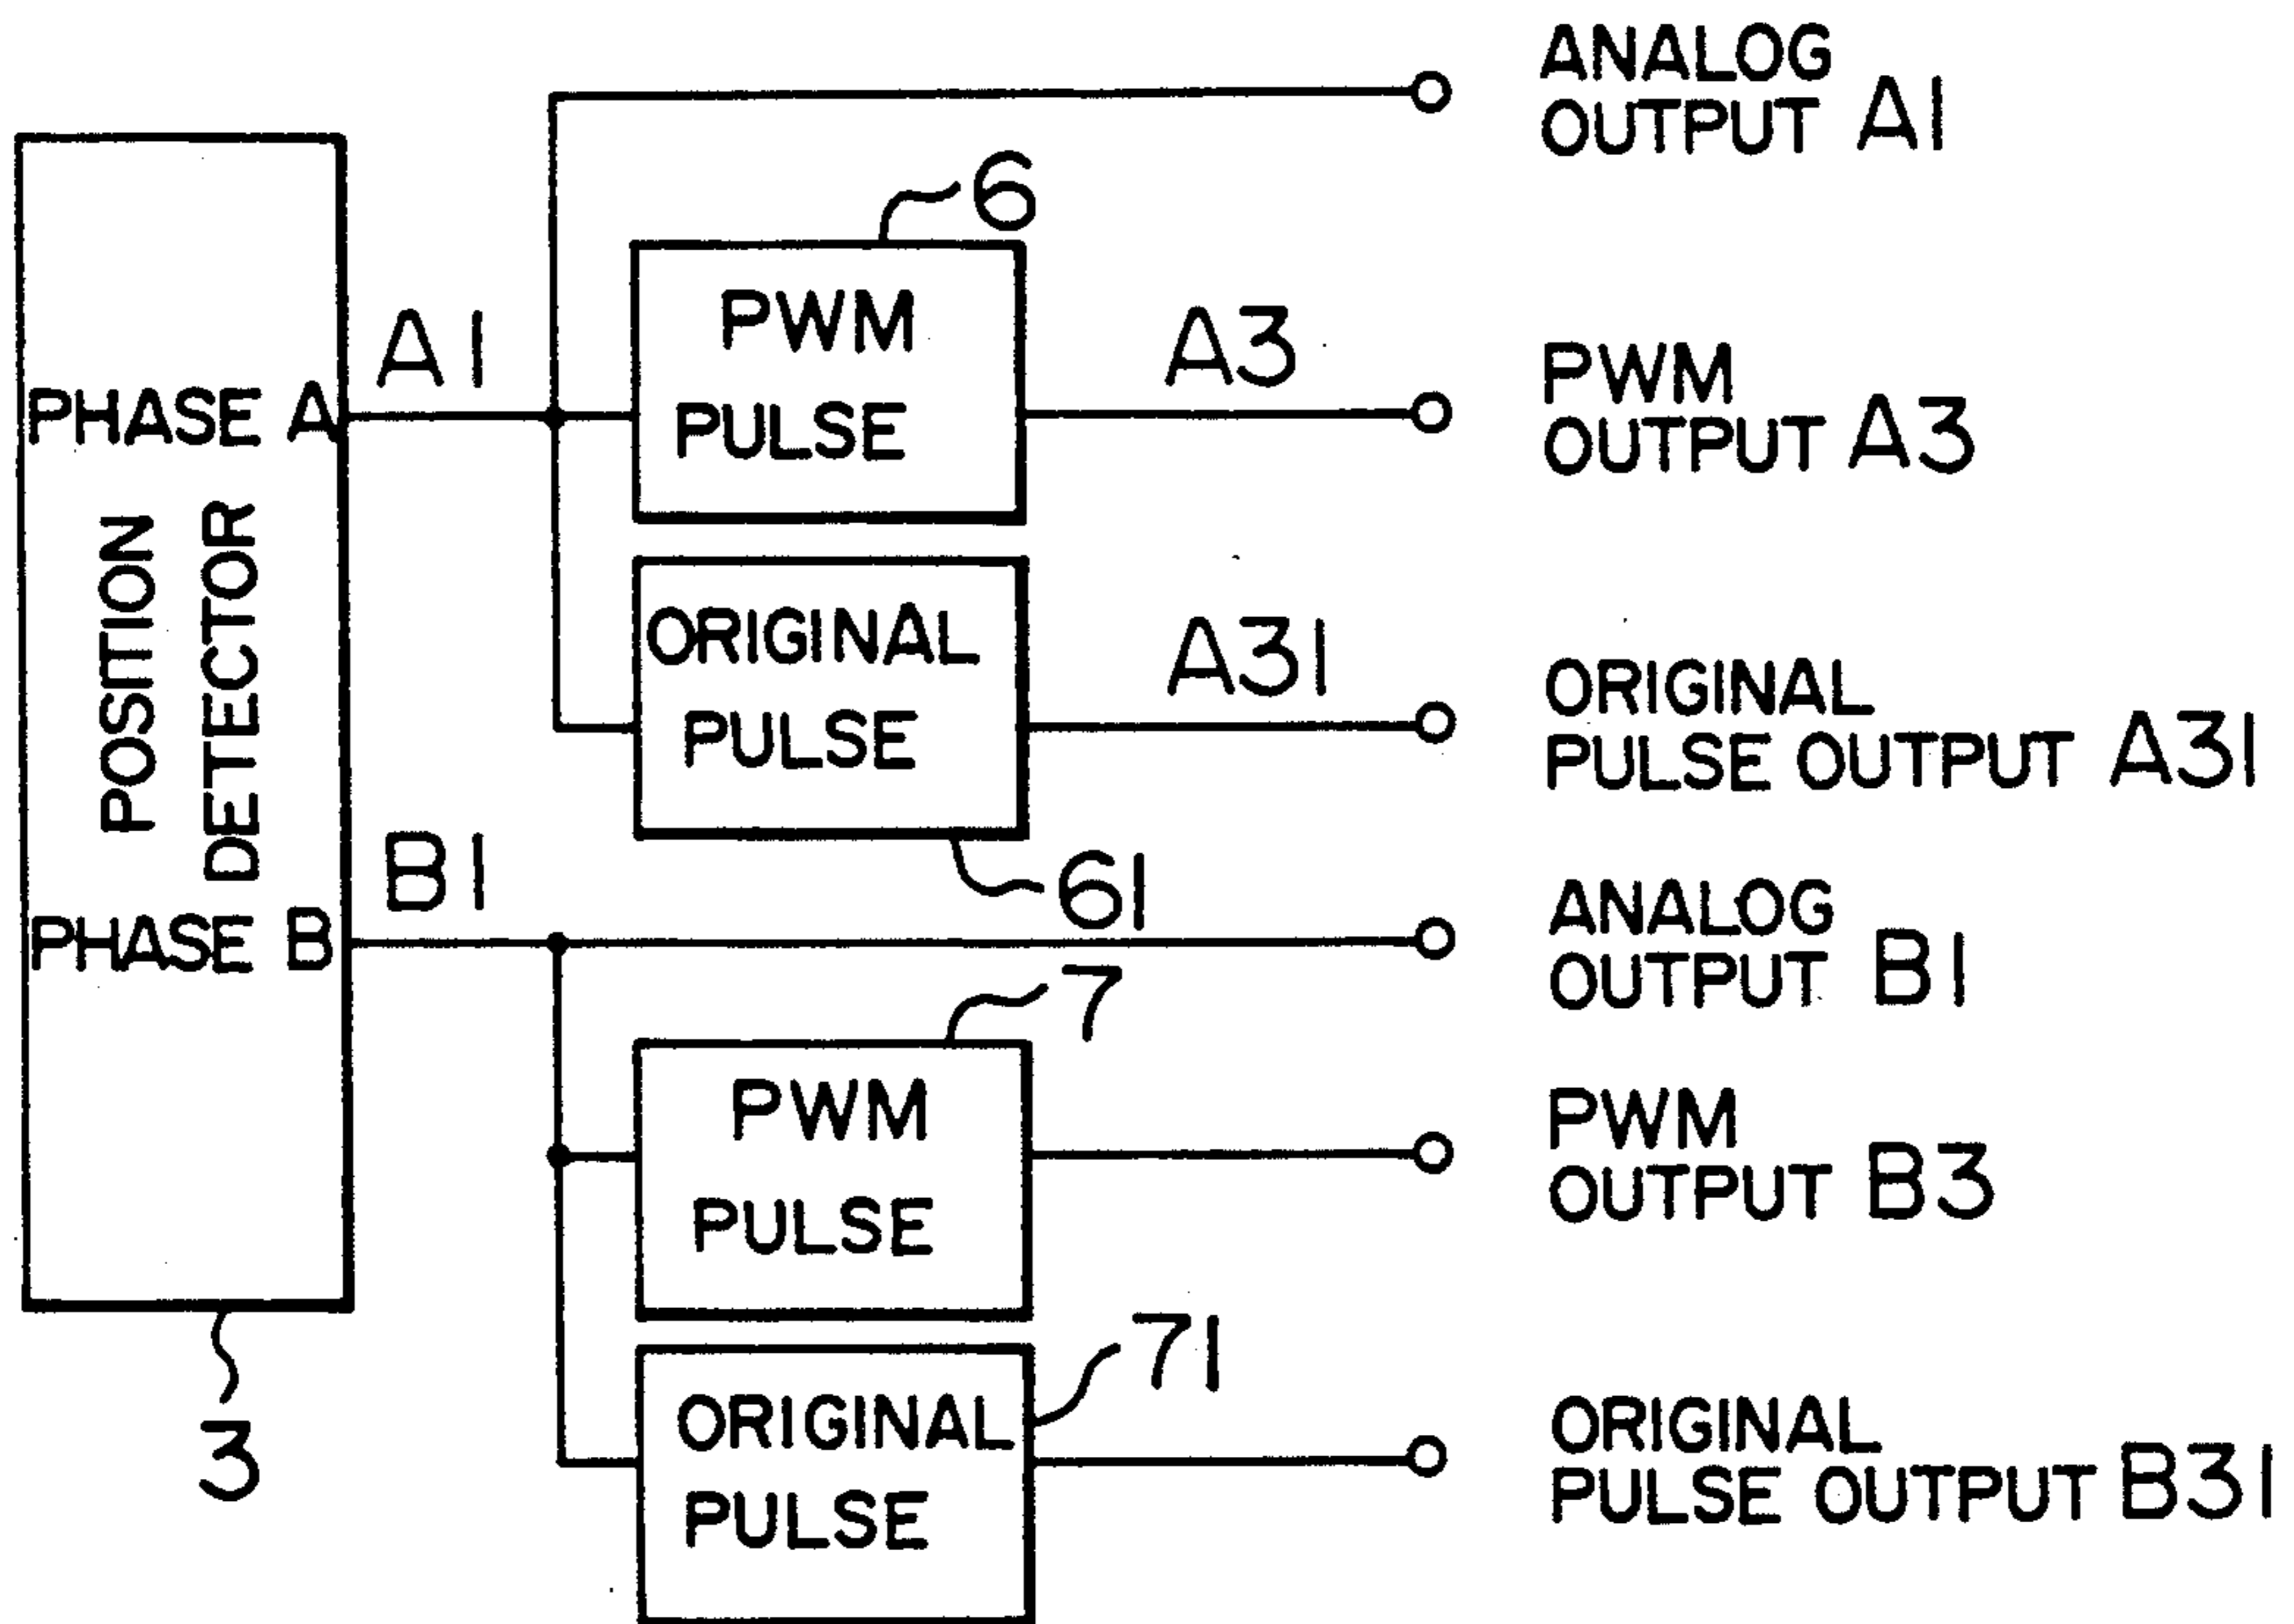 ANALOG
OUTPUT A1
6
PWM
PULSE
A1
A3
PWM
OUTPUT A3
PHASE A
POSITION
DETECTOR
ORIGINAL
PULSE
A31
ORIGINAL
PULSE OUTPUT A31
61
B1
PHASE B
ANALOG
OUTPUT B1
7
PWM
PULSE
PWM
OUTPUT B3
3
71
ORIGINAL
PULSE
ORIGINAL
PULSE OUTPUT B31